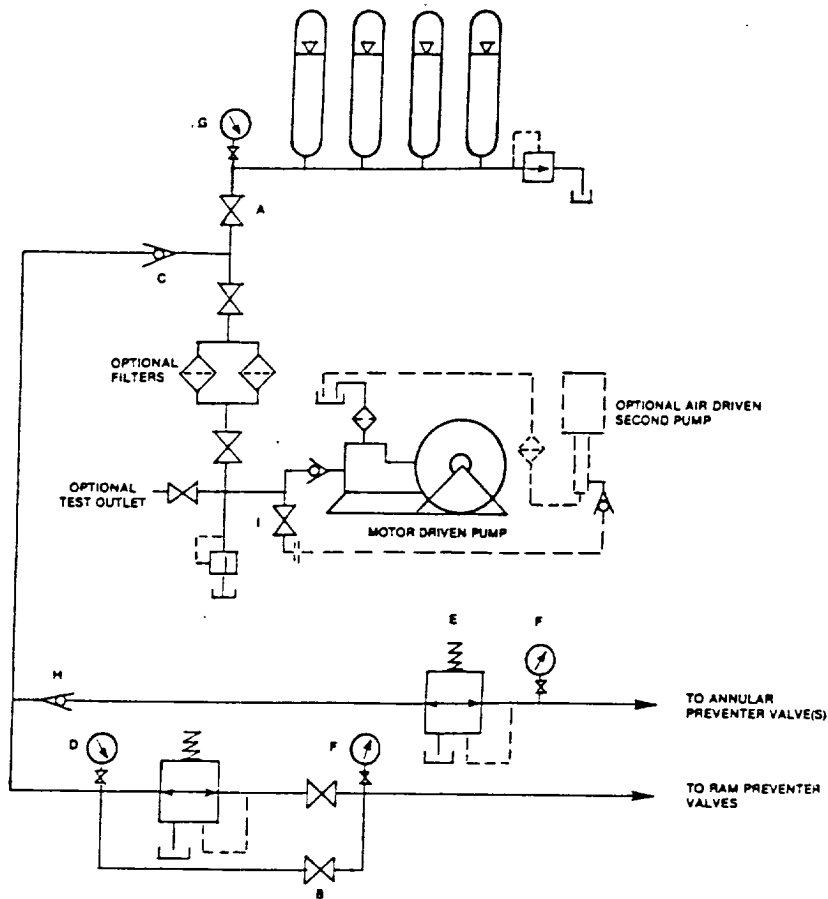 G
A
C
OPTIONAL
FILTERS
OPTIONAL AIR DRIVEN
SECOND PUMP
OPTIONAL
TEST OUTLET
I
MOTOR DRIVEN PUMP
E
F
H
TO ANNULAR
PREVENTER VALVE(S)
D
F
TO RAM PREVENTER
VALVES
B